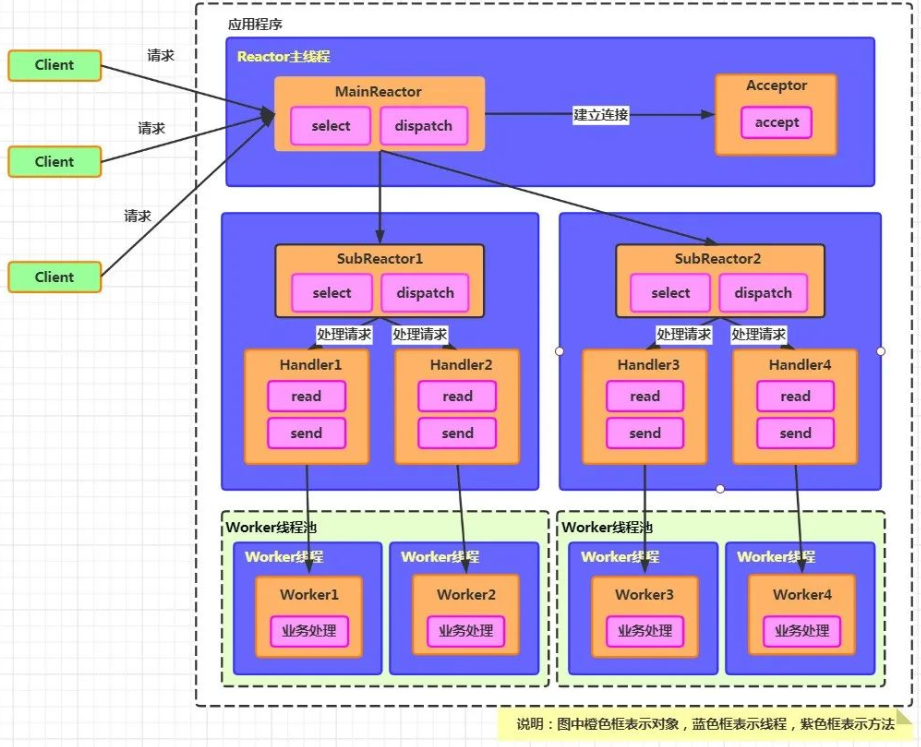 应用程序
Reactor主线程
Client
请求
MainReactor
select
dispatch
建立连接
Acceptor
accept
请求
Client
请求
Client
SubReactor1
select
dispatch
处理请求
处理请求
Handler1
read
send
Handler2
read
send
SubReactor2
select
dispatch
处理请求
处理请求
Handler3
read
send
Handler4
read
send
Worker线程池
Worker线程
Worker1
业务处理
Worker线程
Worker2
业务处理
Worker线程池
Worker线程
Worker3
业务处理
Worker线程
Worker4
业务处理
说明：图中橙色框表示对象，蓝色框表示线程，紫色框表示方法